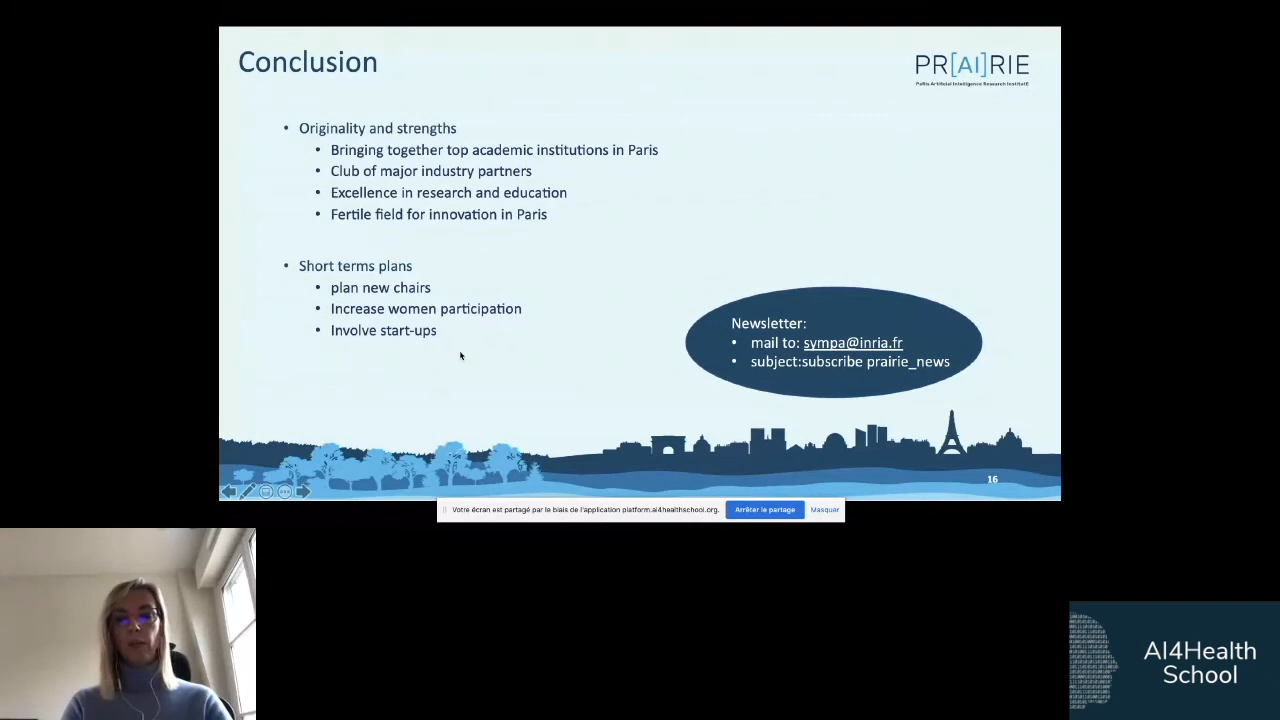 Conclusion
PR[AI]RIE
PaRis Artificial Intelligence Research InstitutE
• Originality and strengths
• Bringing together top academic institutions in Paris
• Club of major industry partners
• Excellence in research and education
• Fertile field for innovation in Paris
• Short terms plans
• plan new chairs
• Increase women participation
• Involve start-ups
Newsletter:
• mail to: sympa@inria.fr
• subject:subscribe prairie_news
16
Votre écran est partagé par le biais de l'application platform.ai4healthschool.org.
Arrêter le partage
Masquer
AI4Health
School